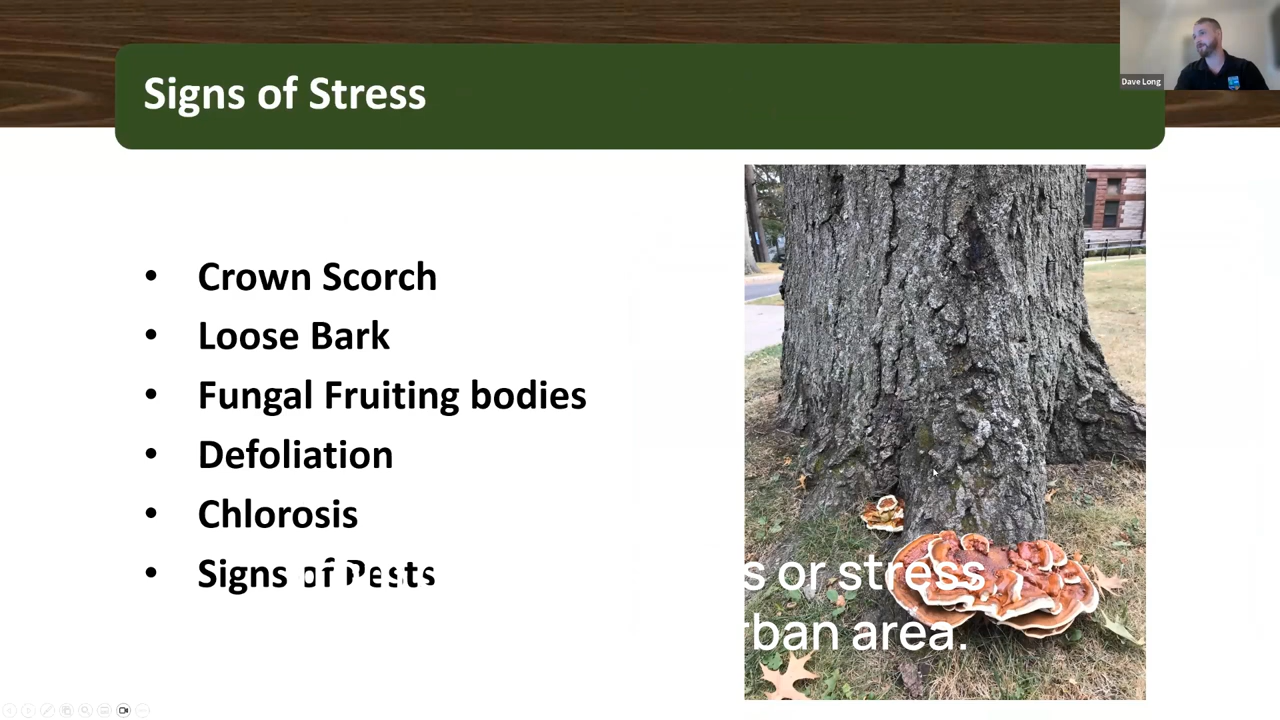 Signs of Stress
Dave Long
Crown Scorch
Loose Bark
Fungal Fruiting bodies
Defoliation
Chlorosis
Signs of Pests
s or stress
rban area.